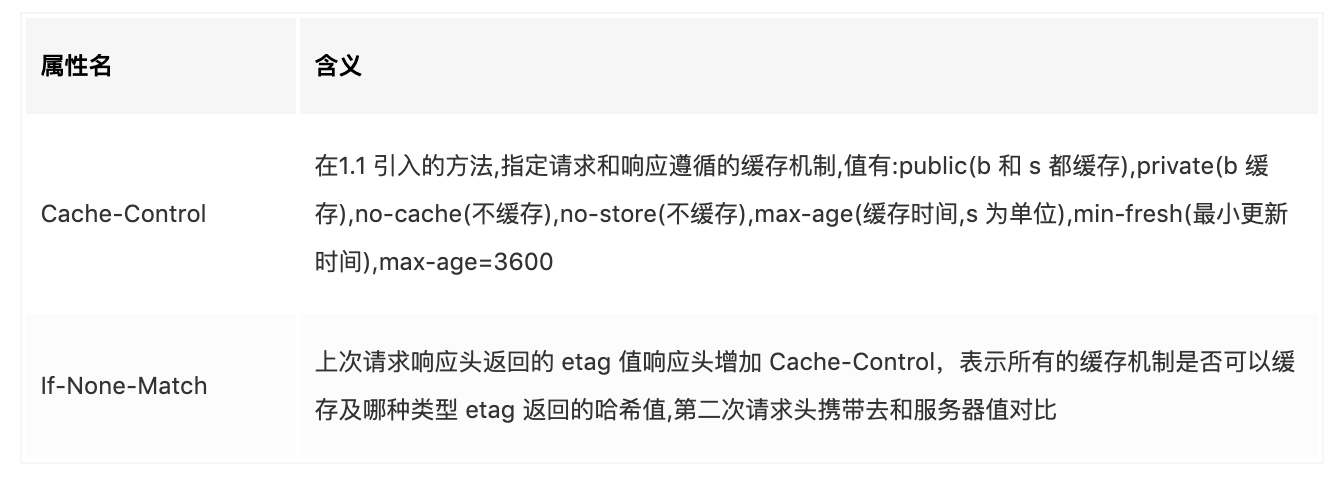 属性名
含义
Cache-Control
在1.1 引入的方法,指定请求和响应遵循的缓存机制,值有:public(b 和 s 都缓存),private(b 缓
存),no-cache(不缓存),no-store(不缓存),max-age(缓存时间,s 为单位),min-fresh(最小更新
时间),max-age=3600
If-None-Match
上次请求响应头返回的 etag 值响应头增加 Cache-Control，表示所有的缓存机制是否可以缓
存及哪种类型 etag 返回的哈希值,第二次请求头携带去和服务器值对比